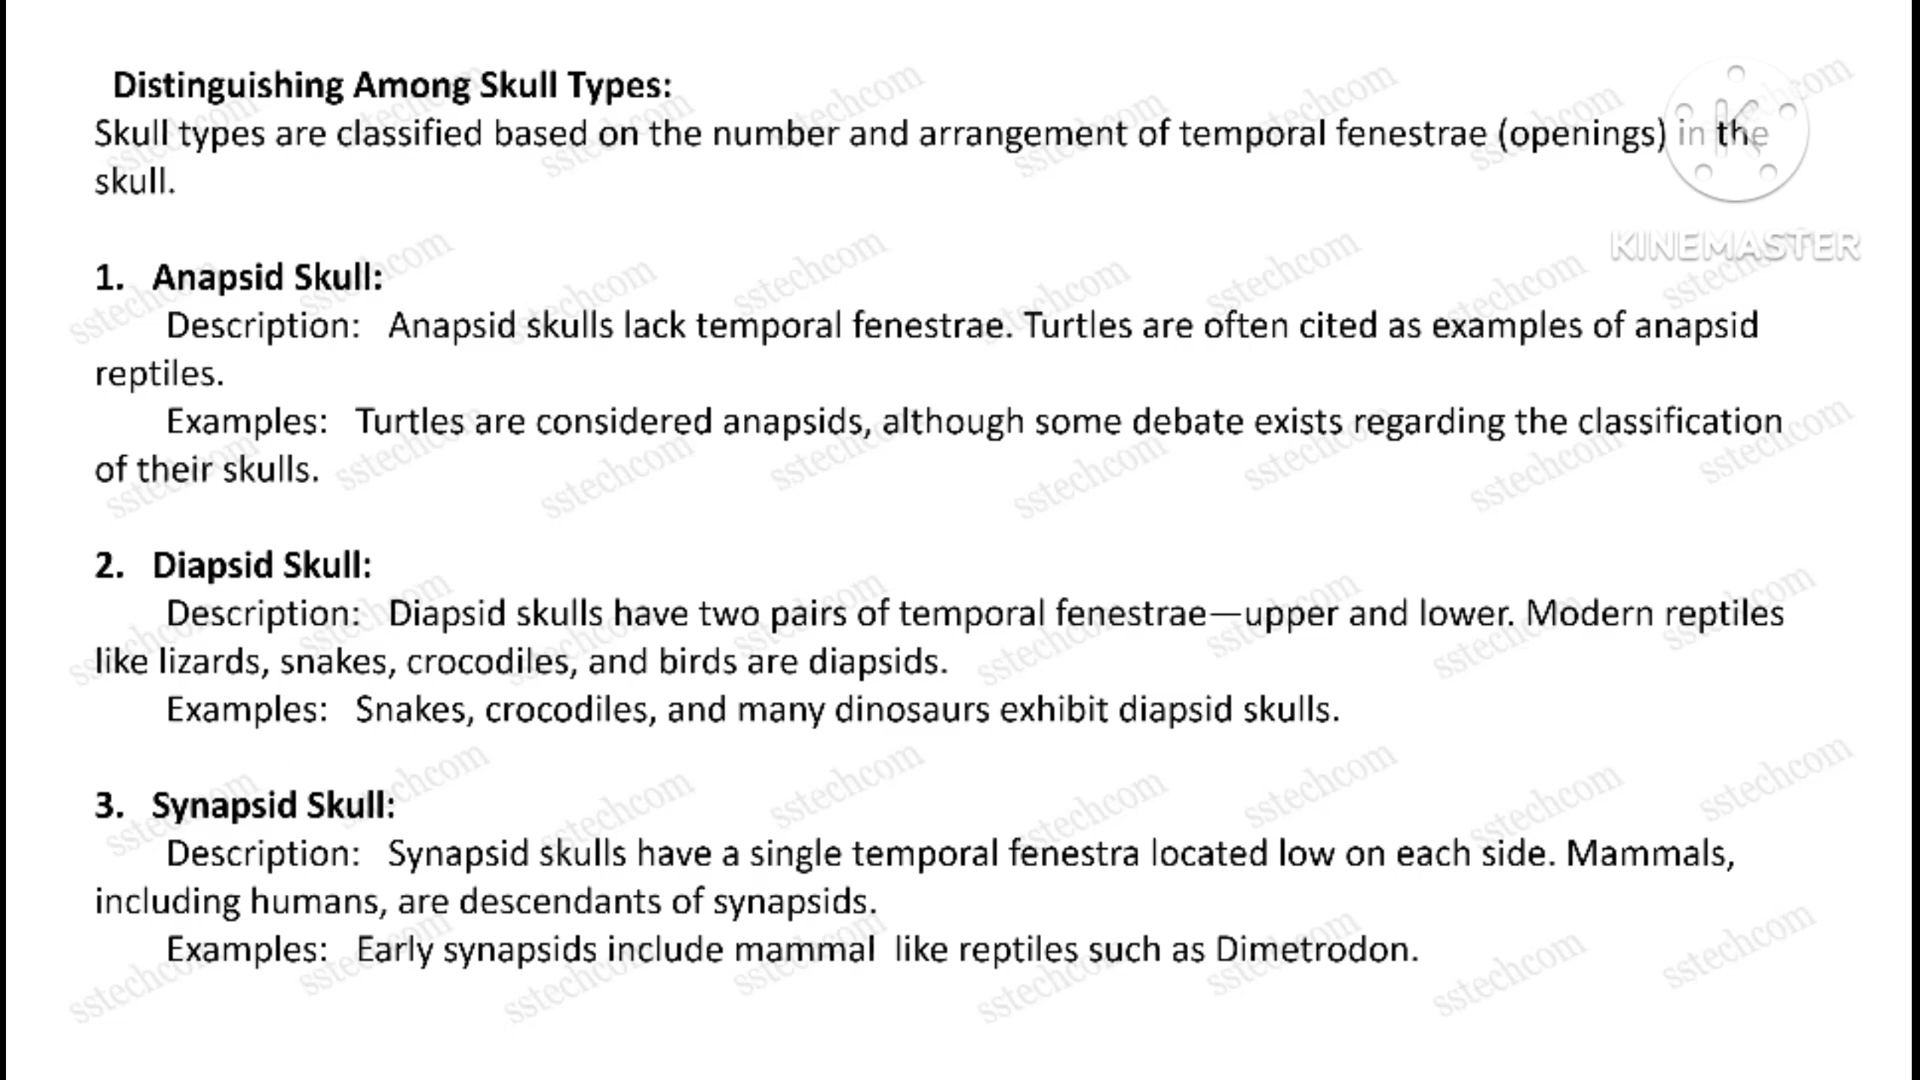 Distinguishing Among Skull Types:
Skull types are classified based on the number and arrangement of temporal fenestrae (openings) in the
skull.
KINEMASTER
1. Anapsid Skull:
Description: Anapsid skulls lack temporal fenestrae. Turtles are often cited as examples of anapsid
reptiles.
Examples: Turtles are considered anapsids, although some debate exists regarding the classification
of their skulls.
2. Diapsid Skull:
Description: Diapsid skulls have two pairs of temporal fenestrae—upper and lower. Modern reptiles
like lizards, snakes, crocodiles, and birds are diapsids.
Examples: Snakes, crocodiles, and many dinosaurs exhibit diapsid skulls.
3. Synapsid Skull:
Description: Synapsid skulls have a single temporal fenestra located low on each side. Mammals,
including humans, are descendants of synapsids.
Examples: Early synapsids include mammal like reptiles such as Dimetrodon.
sstechcom